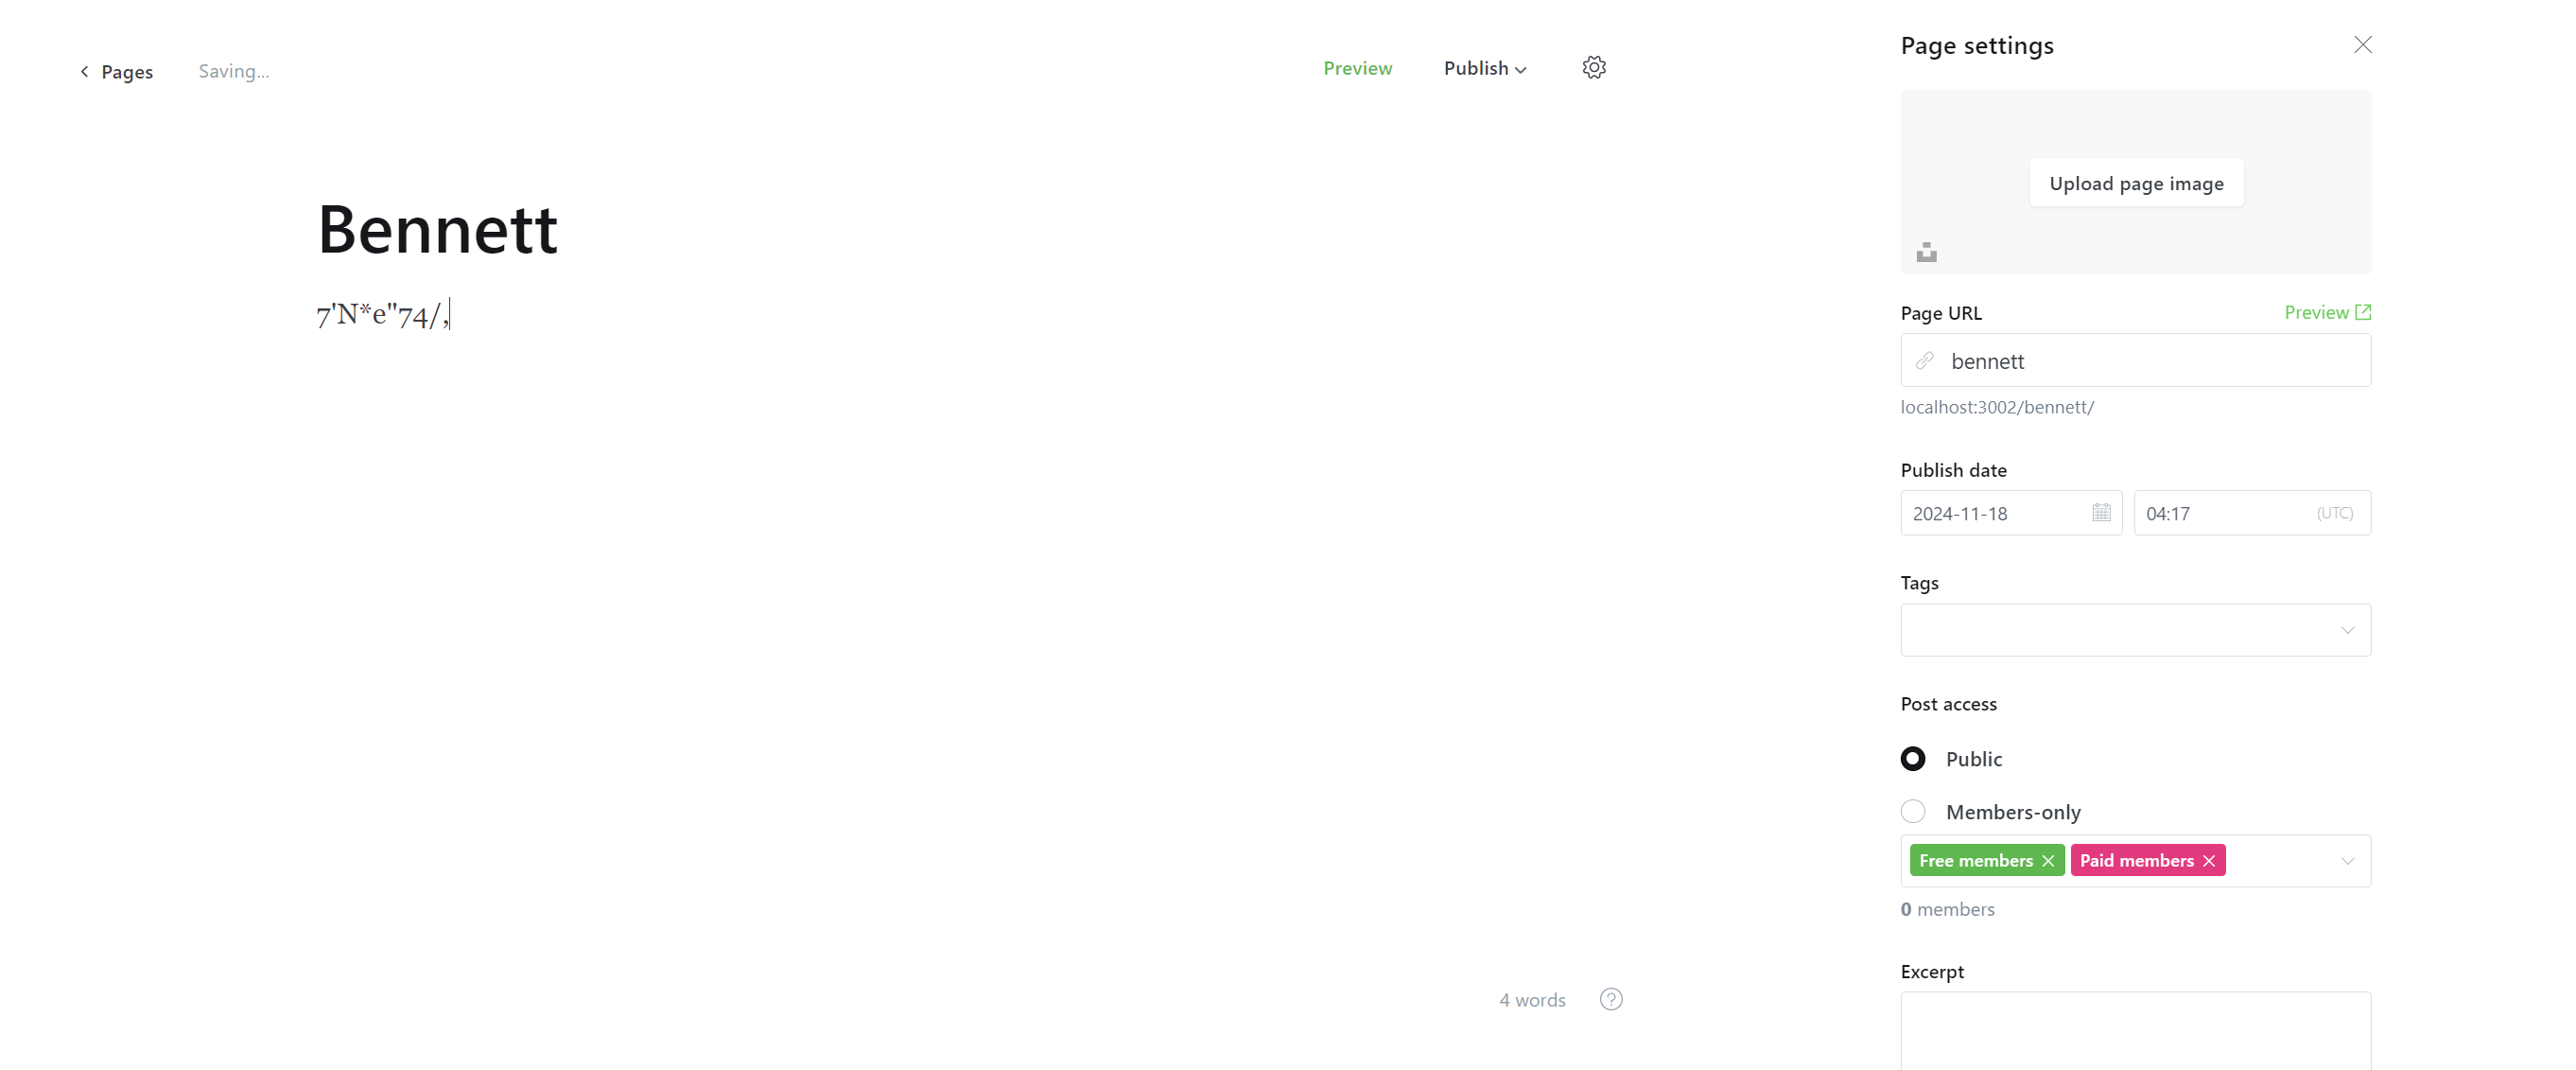 Pages
Saving...
Preview
Publish
Bennett
7'N*e"74/,
4 words
?
Page settings
Upload page image
Page URL
Preview
bennett
localhost:3002/bennett/
Publish date
2024-11-18
04:17
(UTC)
Tags
Post access
Public
Members-only
Free members
Paid members
0 members
Excerpt